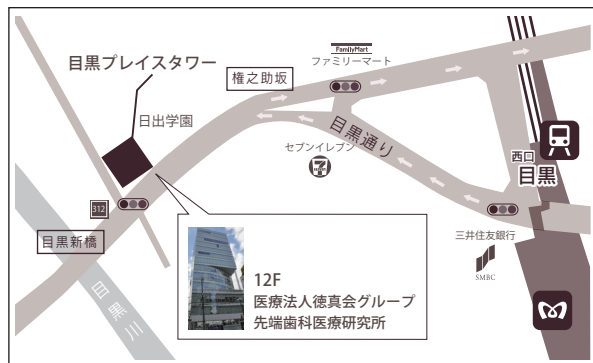 FamilyMart
ファミリーマート
目黒プレイスタワー
権之助坂
日出学園
目黒通り
セブンイレブン
7
ELEVEN
西口
目黒
312
目黒新橋
三井住友銀行
SMBC
目黒川
12F
医療法人徳真会グループ
先端歯科医療研究所